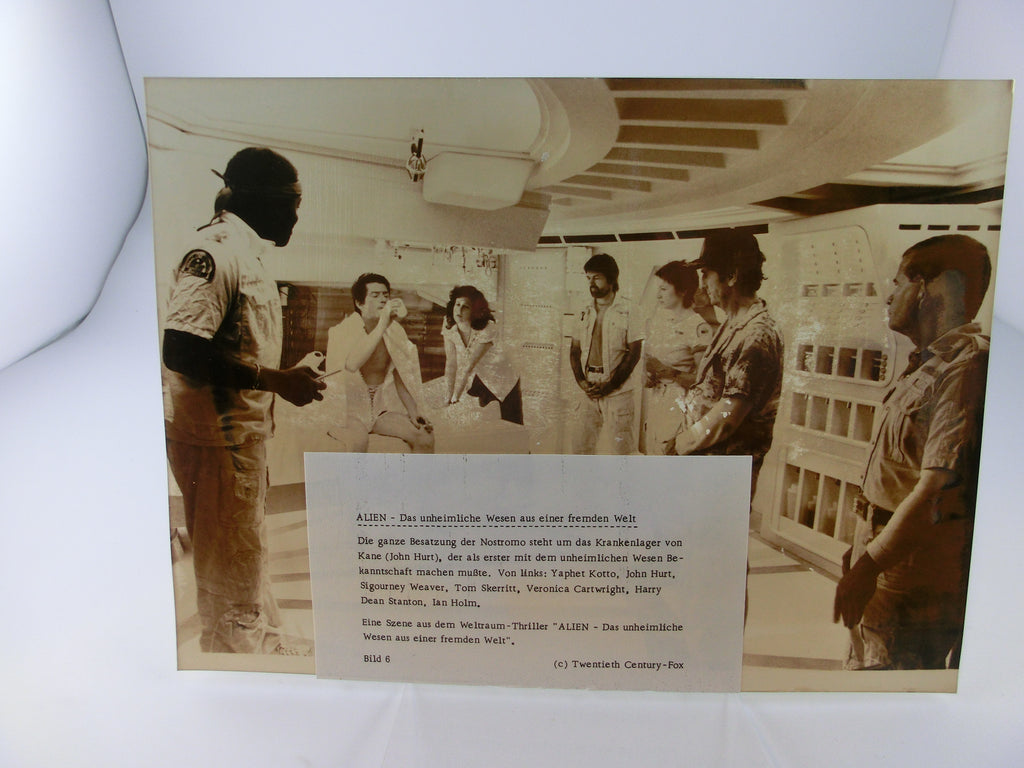 ALIEN - Das unheimliche Wesen aus einer fremden Welt
Die ganze Besatzung der Nostromo steht um das Krankenlager von
Kane (John Hurt), der als erster mit dem unheimlichen Wesen Be-
kanntschaft machen mußte. Von links: Yaphet Kotto, John Hurt,
Sigourney Weaver, Tom Skerritt, Veronica Cartwright, Harry
Dean Stanton, Ian Holm.
Eine Szene aus dem Weltraum-Thriller "ALIEN - Das unheimliche
Wesen aus einer fremden Welt".
Bild 6 (c) Twentieth Century-Fox